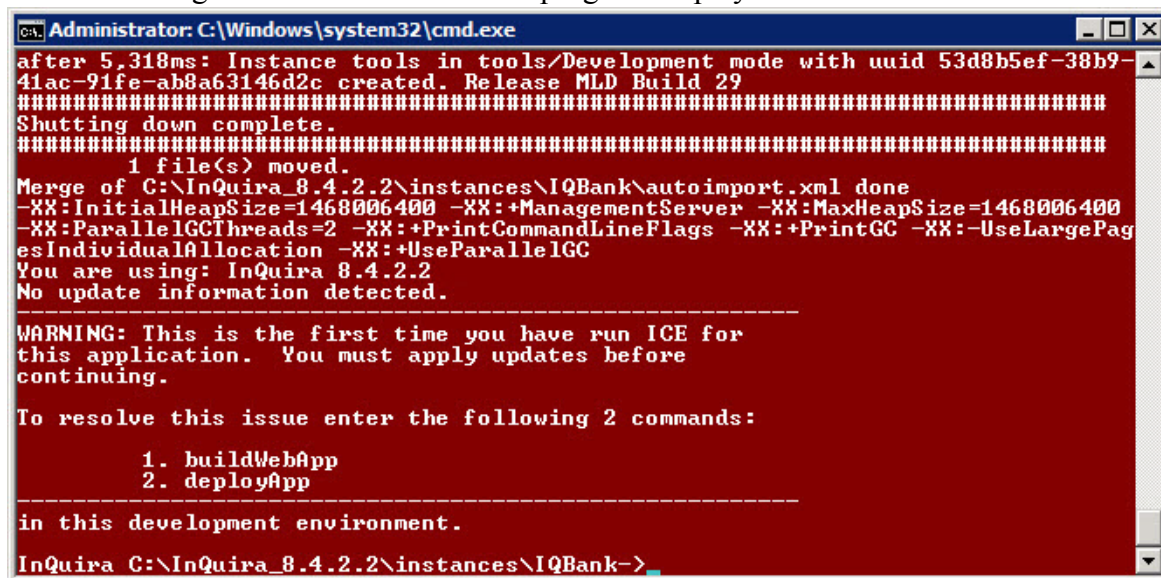 Administrator: C:\Windows\system32\cmd.exe
after 5,318ms: Instance tools in tools/Development mode with uuid 53d8b5ef-38b9-
41ac-91fe-ab8a63146d2c created. Release MLD Build 29
#############################################################################
Shutting down complete.
#############################################################################
        1 file(s) moved.
Merge of C:\InQuira_8.4.2.2\instances\IQBank\autoimport.xml done
-XX:InitialHeapSize=1468006400 -XX:+ManagementServer -XX:MaxHeapSize=1468006400
-XX:ParallelGCThreads=2 -XX:+PrintCommandLineFlags -XX:+PrintGC -XX:-UseLargePag
esIndividualAllocation -XX:+UseParallelGC
You are using: InQuira 8.4.2.2
No update information detected.
-------------------------------------------------------
WARNING: This is the first time you have run ICE for
this application.  You must apply updates before
continuing.
To resolve this issue enter the following 2 commands:
         1. buildWebApp
         2. deployApp
-------------------------------------------------------
in this development environment.
InQuira C:\InQuira_8.4.2.2\instances\IQBank->